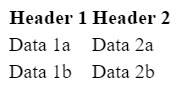 Header 1 Header 2
Data 1a Data 2a
Data 1b Data 2b